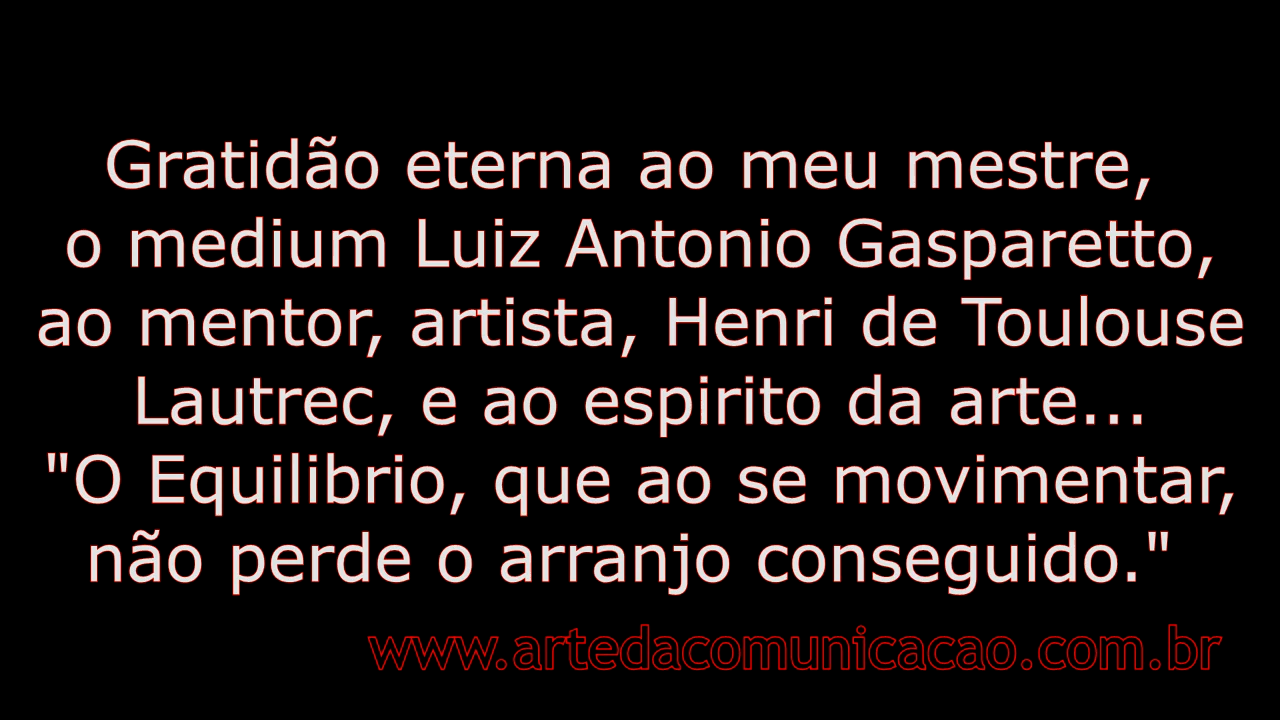 Gratidão eterna ao meu mestre,
o medium Luiz Antonio Gasparetto,
ao mentor, artista, Henri de Toulouse
Lautrec, e ao espirito da arte...
"O Equilibrio, que ao se movimentar,
não perde o arranjo conseguido."
www.artedacomunicacao.com.br